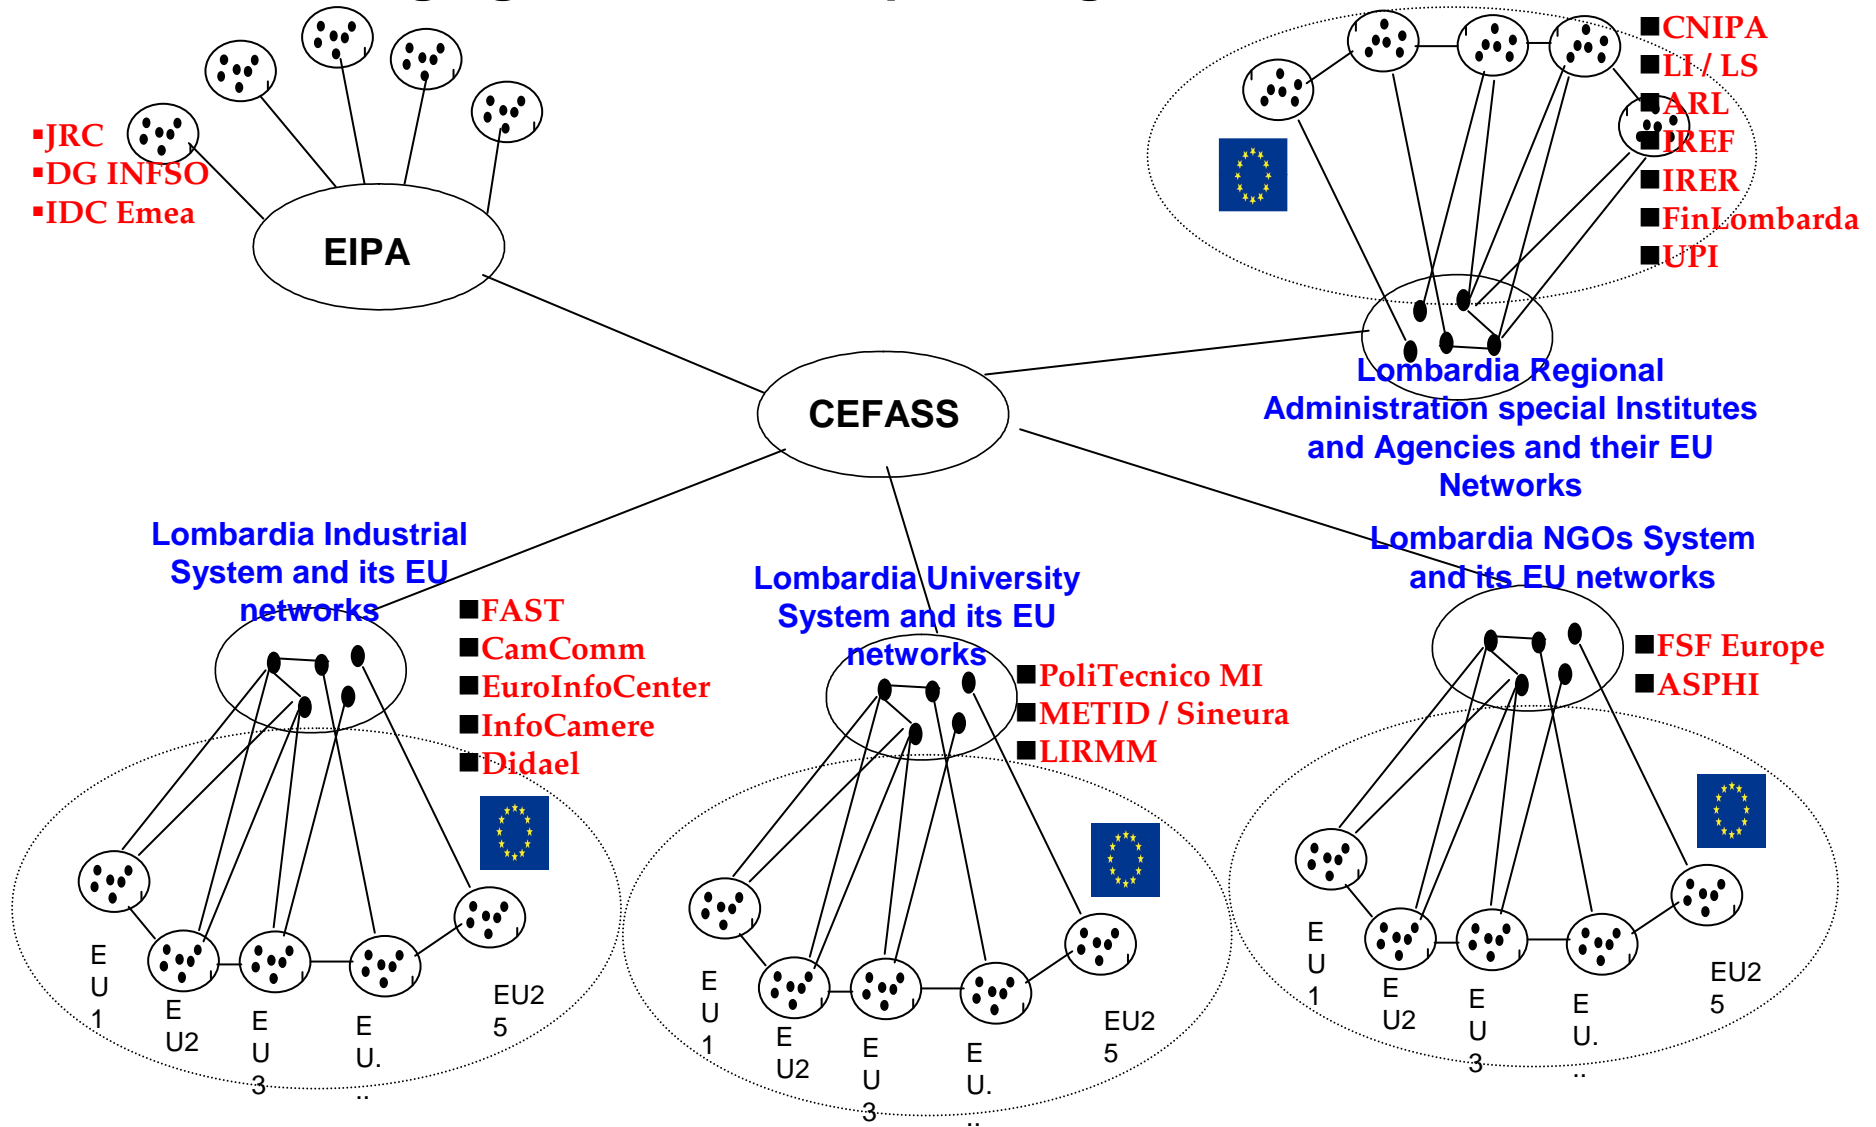 ▪JRC
▪DG INFSO
▪IDC Emea
EIPA
■CNIPA
■LI / LS
■ARL
■IREF
■IRER
■FinLombarda
■UPI
CEFASS
Lombardia Regional
Administration special Institutes
and Agencies and their EU
Networks
Lombardia Industrial
System and its EU
networks
■FAST
■CamComm
■EuroInfoCenter
■InfoCamere
■Didael
Lombardia University
System and its EU
networks
■PoliTecnico MI
■METID / Sineura
■LIRMM
Lombardia NGOs System
and its EU networks
■FSF Europe
■ASPHI
E
U
1
E
U2
E
U
3
E
U.
..
EU2
5
E
U
1
E
U2
E
U
3
E
U.
..
EU2
5
E
U
1
E
U2
E
U
3
E
U.
..
EU2
5